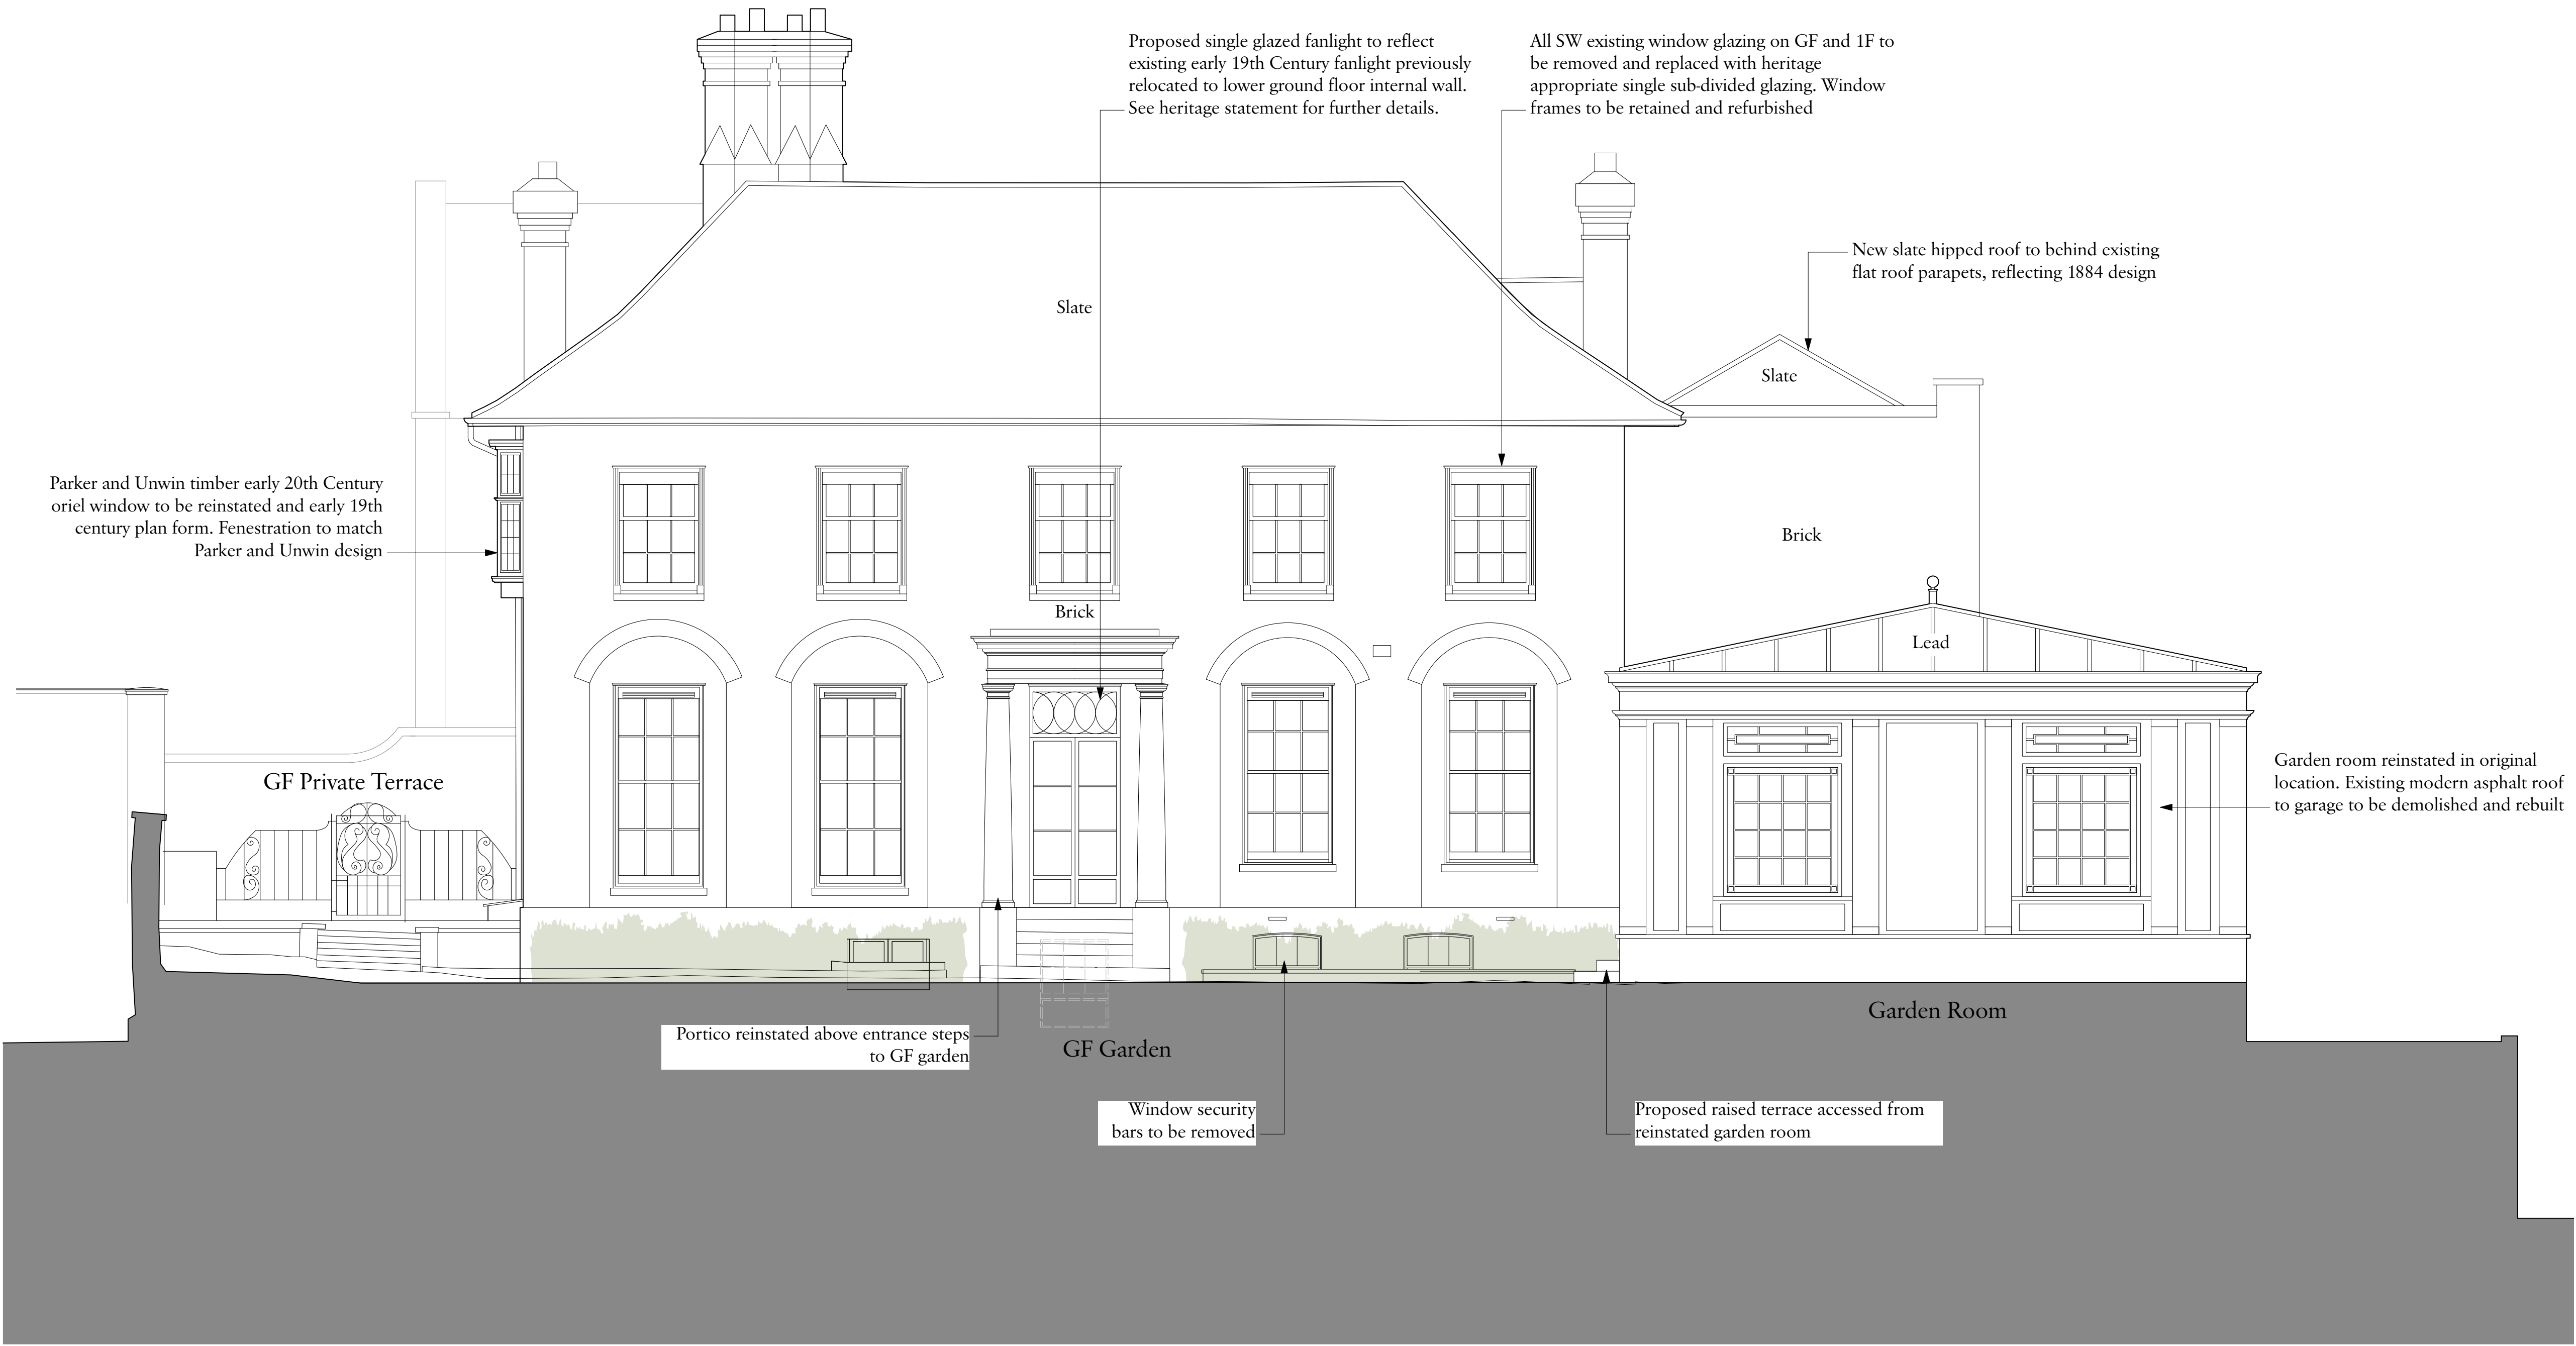 Proposed single glazed fanlight to reflect
existing early 19th Century fanlight previously
relocated to lower ground floor internal wall.
See heritage statement for further details.
All SW existing window glazing on GF and 1F to
be removed and replaced with heritage
appropriate single sub-divided glazing. Window
frames to be retained and refurbished
New slate hipped roof to behind existing
flat roof parapets, reflecting 1884 design
Slate
Slate
Parker and Unwin timber early 20th Century
oriel window to be reinstated and early 19th
century plan form. Fenestration to match
Parker and Unwin design
Brick
Brick
Lead
GF Private Terrace
Garden room reinstated in original
location. Existing modern asphalt roof
to garage to be demolished and rebuilt
Garden Room
Portico reinstated above entrance steps
to GF garden
GF Garden
Window security
bars to be removed
Proposed raised terrace accessed from
reinstated garden room